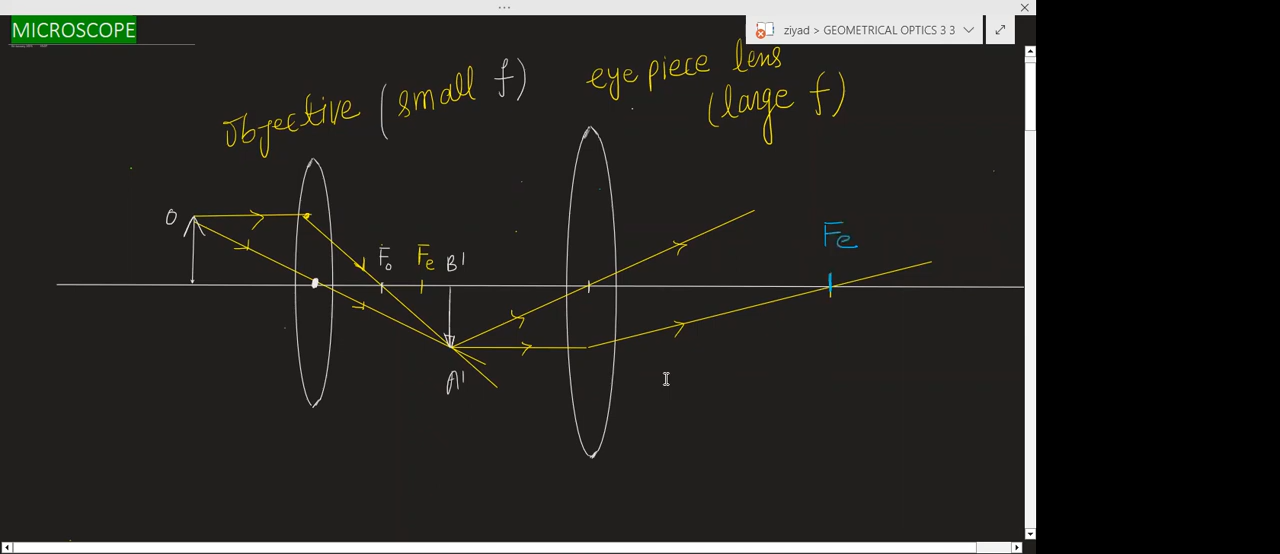 MICROSCOPE
ziyad > GEOMETRICAL OPTICS 3 3
objective (small f)
eye piece lens
(large f)
O
Fo
Fe
B'
Fe
A'